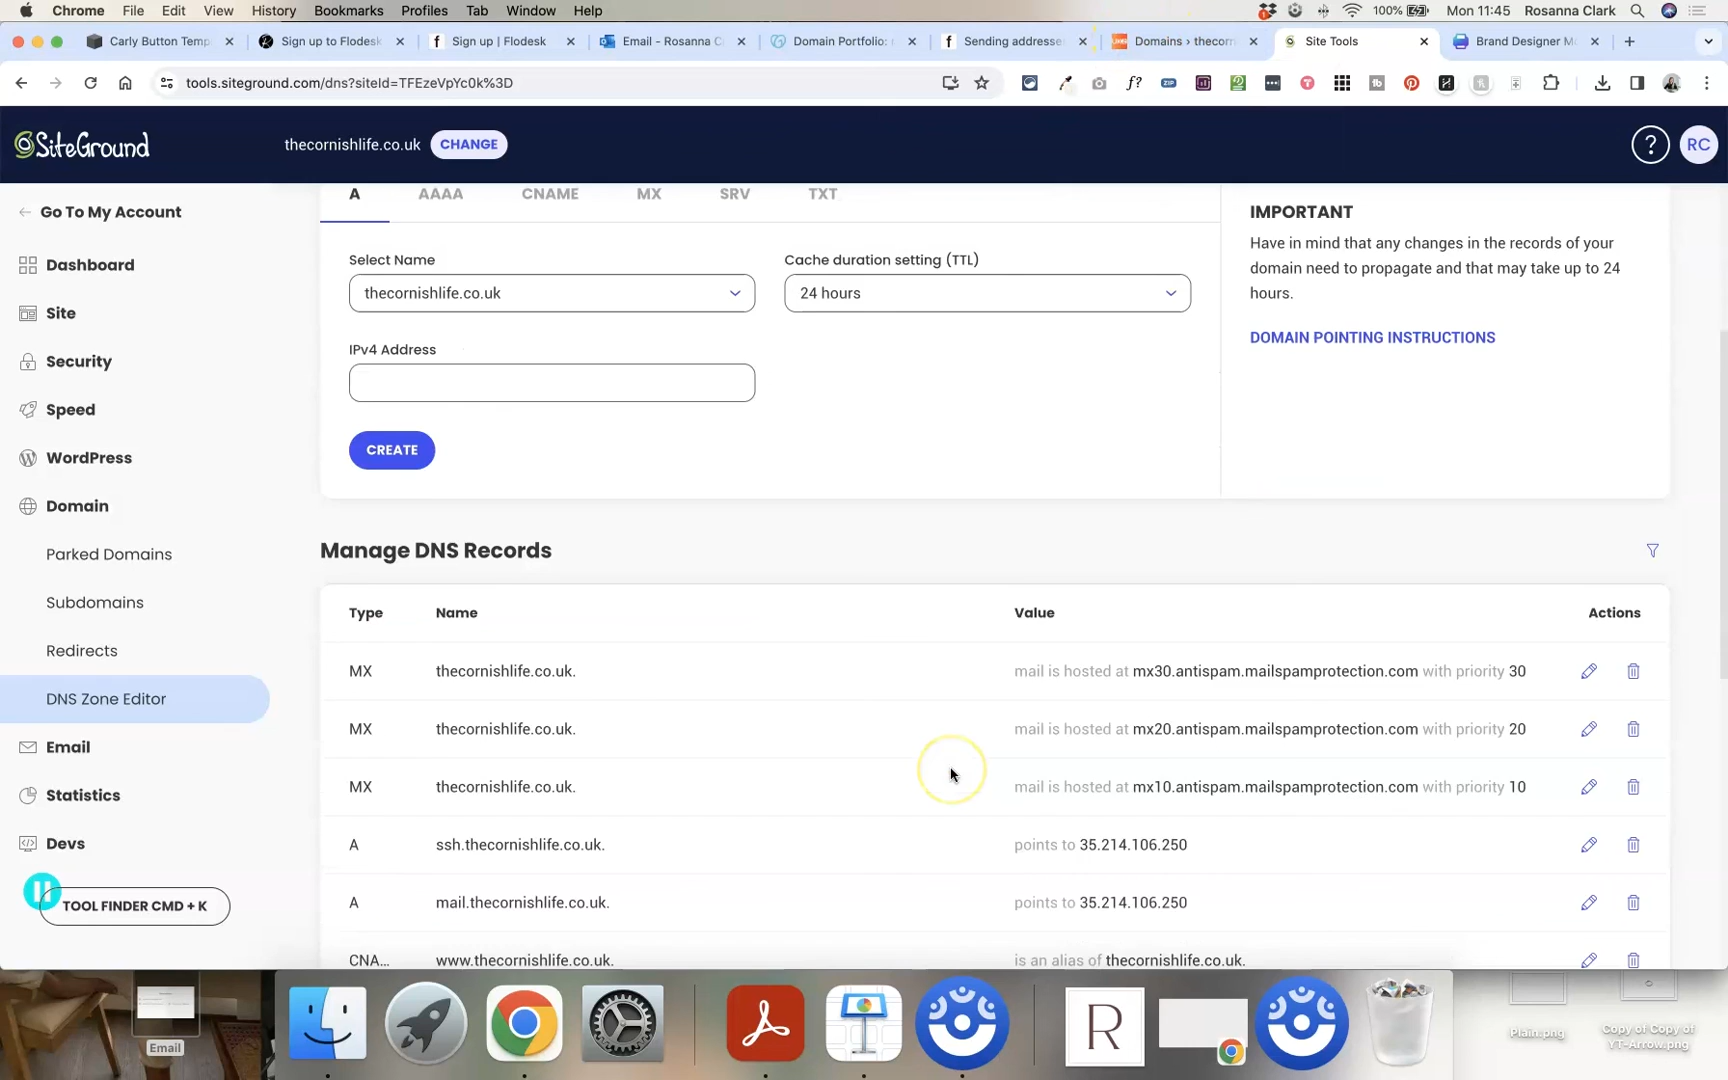 Chrome File Edit View History Bookmarks Profiles Tab Window Help 100% Mon 11:45 Rosanna Clark
Carly Button Temp Sign up to Flodesk Sign up | Flodesk Email - Rosanna C Domain Portfolio: Sending addresse Domains › thecorni Site Tools Brand Designer M
tools.siteground.com/dns?siteId=TFEzeVpYc0k%3D
SiteGround thecornishlife.co.uk CHANGE ? RC
Go To My Account
Dashboard
Site
Security
Speed
WordPress
Domain
Parked Domains
Subdomains
Redirects
DNS Zone Editor
Email
Statistics
Devs
TOOL FINDER CMD + K
A AAAA CNAME MX SRV TXT
Select Name Cache duration setting (TTL)
thecornishlife.co.uk 24 hours
IPv4 Address
CREATE
IMPORTANT
Have in mind that any changes in the records of your
domain need to propagate and that may take up to 24
hours.
DOMAIN POINTING INSTRUCTIONS
Manage DNS Records
Type Name Value Actions
MX thecornishlife.co.uk. mail is hosted at mx30.antispam.mailspamprotection.com with priority 30
MX thecornishlife.co.uk. mail is hosted at mx20.antispam.mailspamprotection.com with priority 20
MX thecornishlife.co.uk. mail is hosted at mx10.antispam.mailspamprotection.com with priority 10
A ssh.thecornishlife.co.uk. points to 35.214.106.250
A mail.thecornishlife.co.uk. points to 35.214.106.250
CNA... www.thecornishlife.co.uk. is an alias of thecornishlife.co.uk.
Email
R
Plain.png
Copy of Copy of
YT-Arrow.png